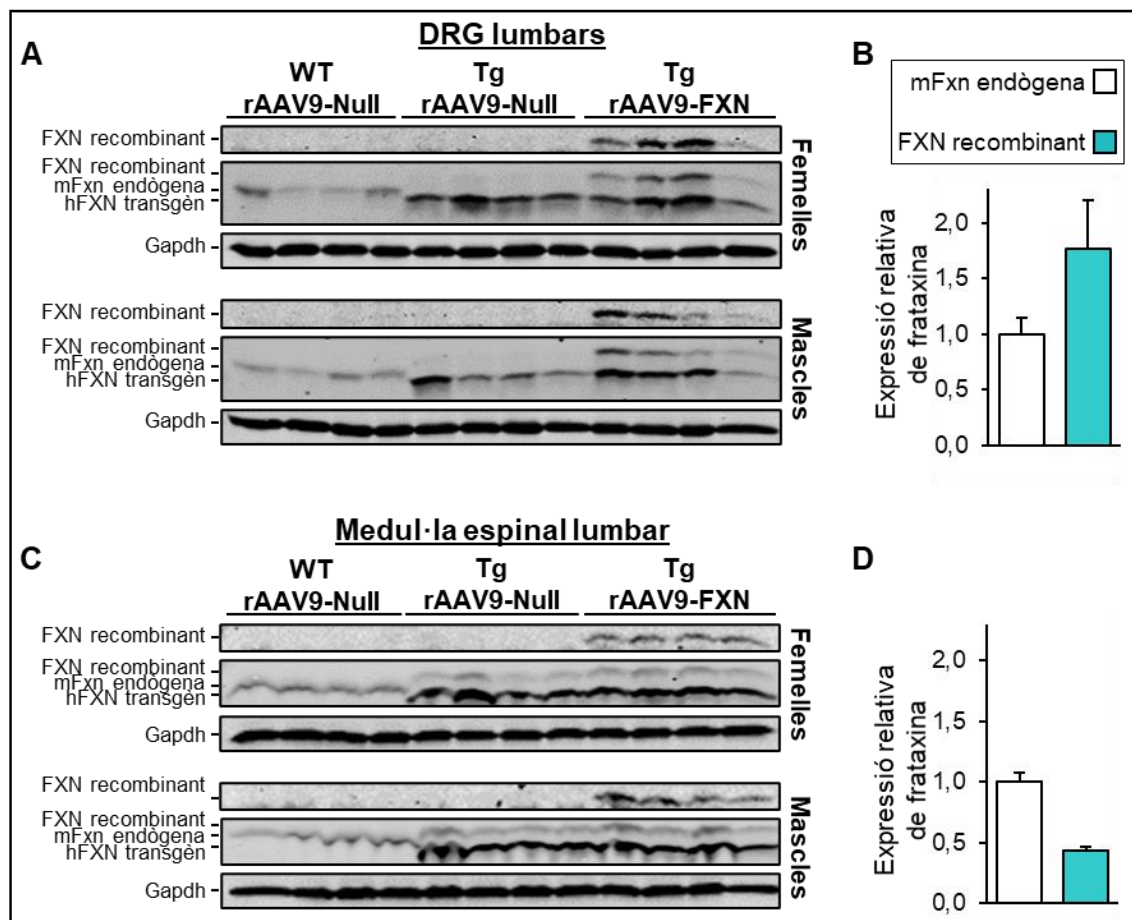 A
DRG lumbars
WT
rAAV9-Null
Tg
rAAV9-Null
Tg
rAAV9-FXN
FXN recombinant
FXN recombinant
mFxn endògena
hFXN transgèn
Gapdh
Femelles
FXN recombinant
FXN recombinant
mFxn endògena
hFXN transgèn
Gapdh
Mascles
B
mFxn endògena
FXN recombinant
Expressió relativa
de frataxina
2,0
1,5
1,0
0,5
0,0
C
Medul·la espinal lumbar
WT
rAAV9-Null
Tg
rAAV9-Null
Tg
rAAV9-FXN
FXN recombinant
FXN recombinant
mFxn endògena
hFXN transgèn
Gapdh
Femelles
FXN recombinant
FXN recombinant
mFxn endògena
hFXN transgèn
Gapdh
Mascles
D
Expressió relativa
de frataxina
2,0
1,5
1,0
0,5
0,0